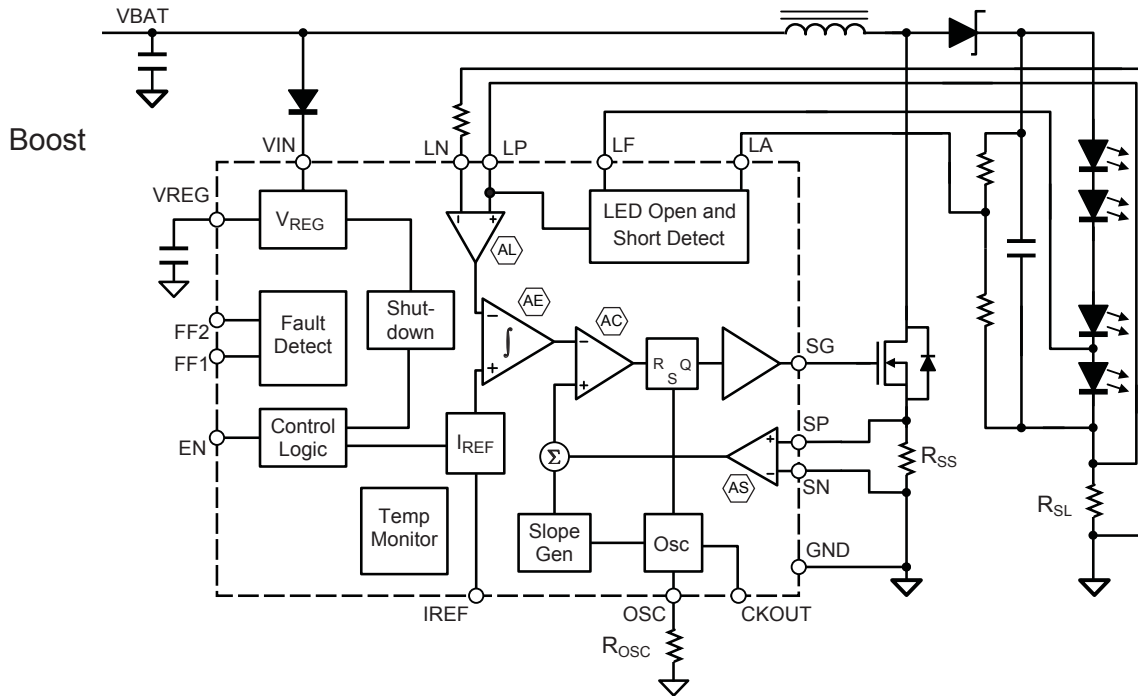 VBAT
Boost
VIN
LN
LP
LF
LA
VREG
VREG
LED Open and
Short Detect
AL
AE
AC
Shut-
down
FF2
FF1
Fault
Detect
−
+
∫
−
+
−
+
R
S
Q
SG
EN
Control
Logic
IREF
Σ
SP
+
−
AS
SN
RSS
RSL
Temp
Monitor
Slope
Gen
Osc
GND
IREF
OSC
CKOUT
ROSC